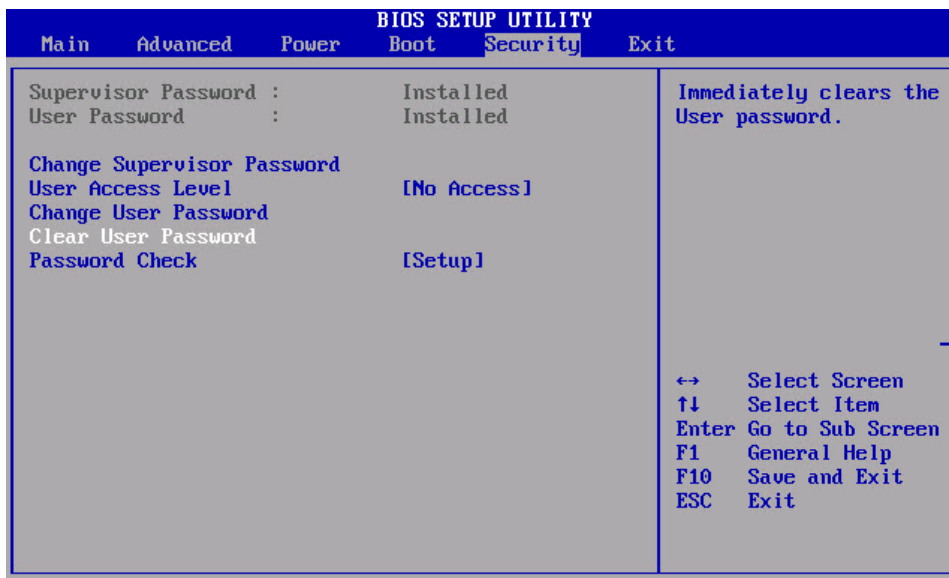 BIOS SETUP UTILITY
Main Advanced Power Boot Security Exit
Supervisor Password : Installed
User Password : Installed
Change Supervisor Password
User Access Level [No Access]
Change User Password
Clear User Password
Password Check [Setup]
Immediately clears the
User password.
↔ Select Screen
↑↓ Select Item
Enter Go to Sub Screen
F1 General Help
F10 Save and Exit
ESC Exit